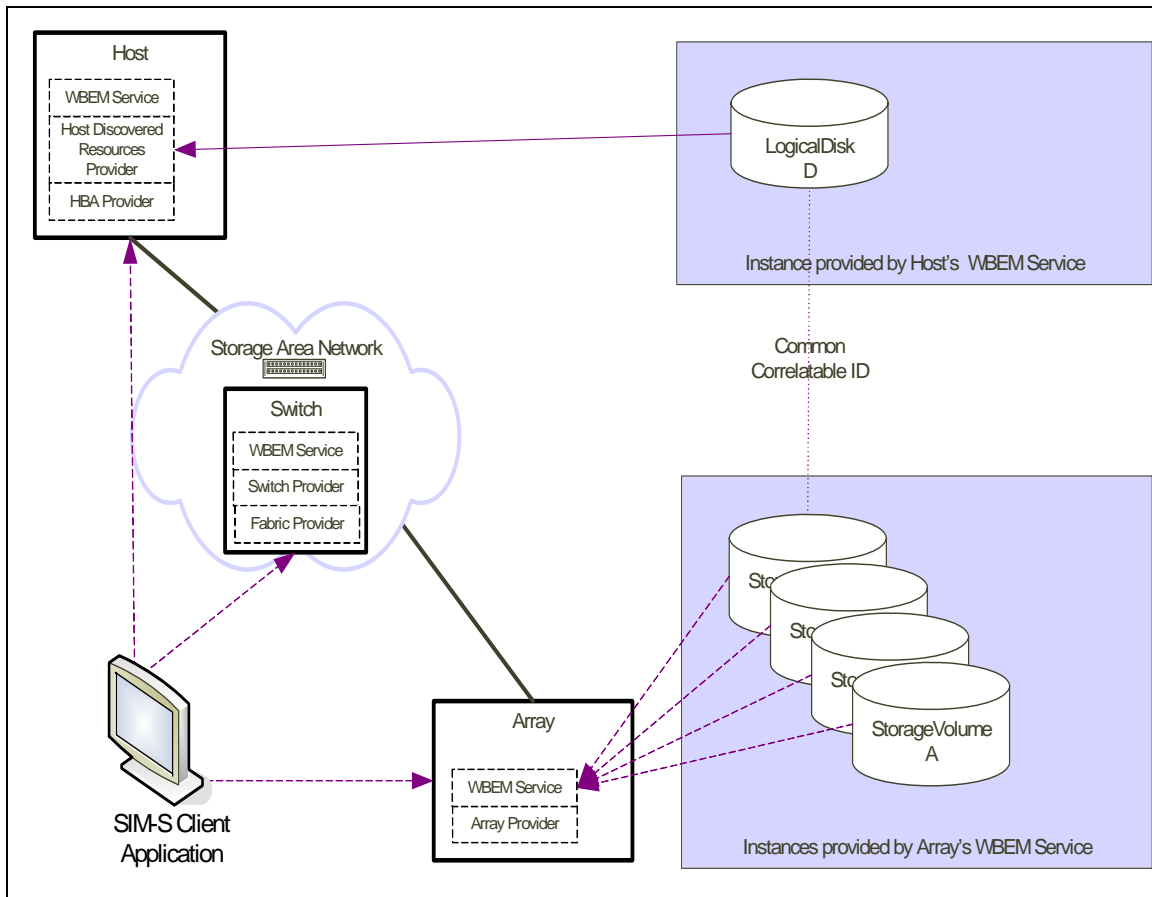 Host
WBEM Service
Host Discovered
Resources
Provider
HBA Provider
LogicalDisk
D
Instance provided by Host's WBEM Service
Storage Area Network
Switch
WBEM Service
Switch Provider
Fabric Provider
Common
Correlatable ID
Array
WBEM Service
Array Provider
StorageVolume
A
Instances provided by Array's WBEM Service
SIM-S Client
Application